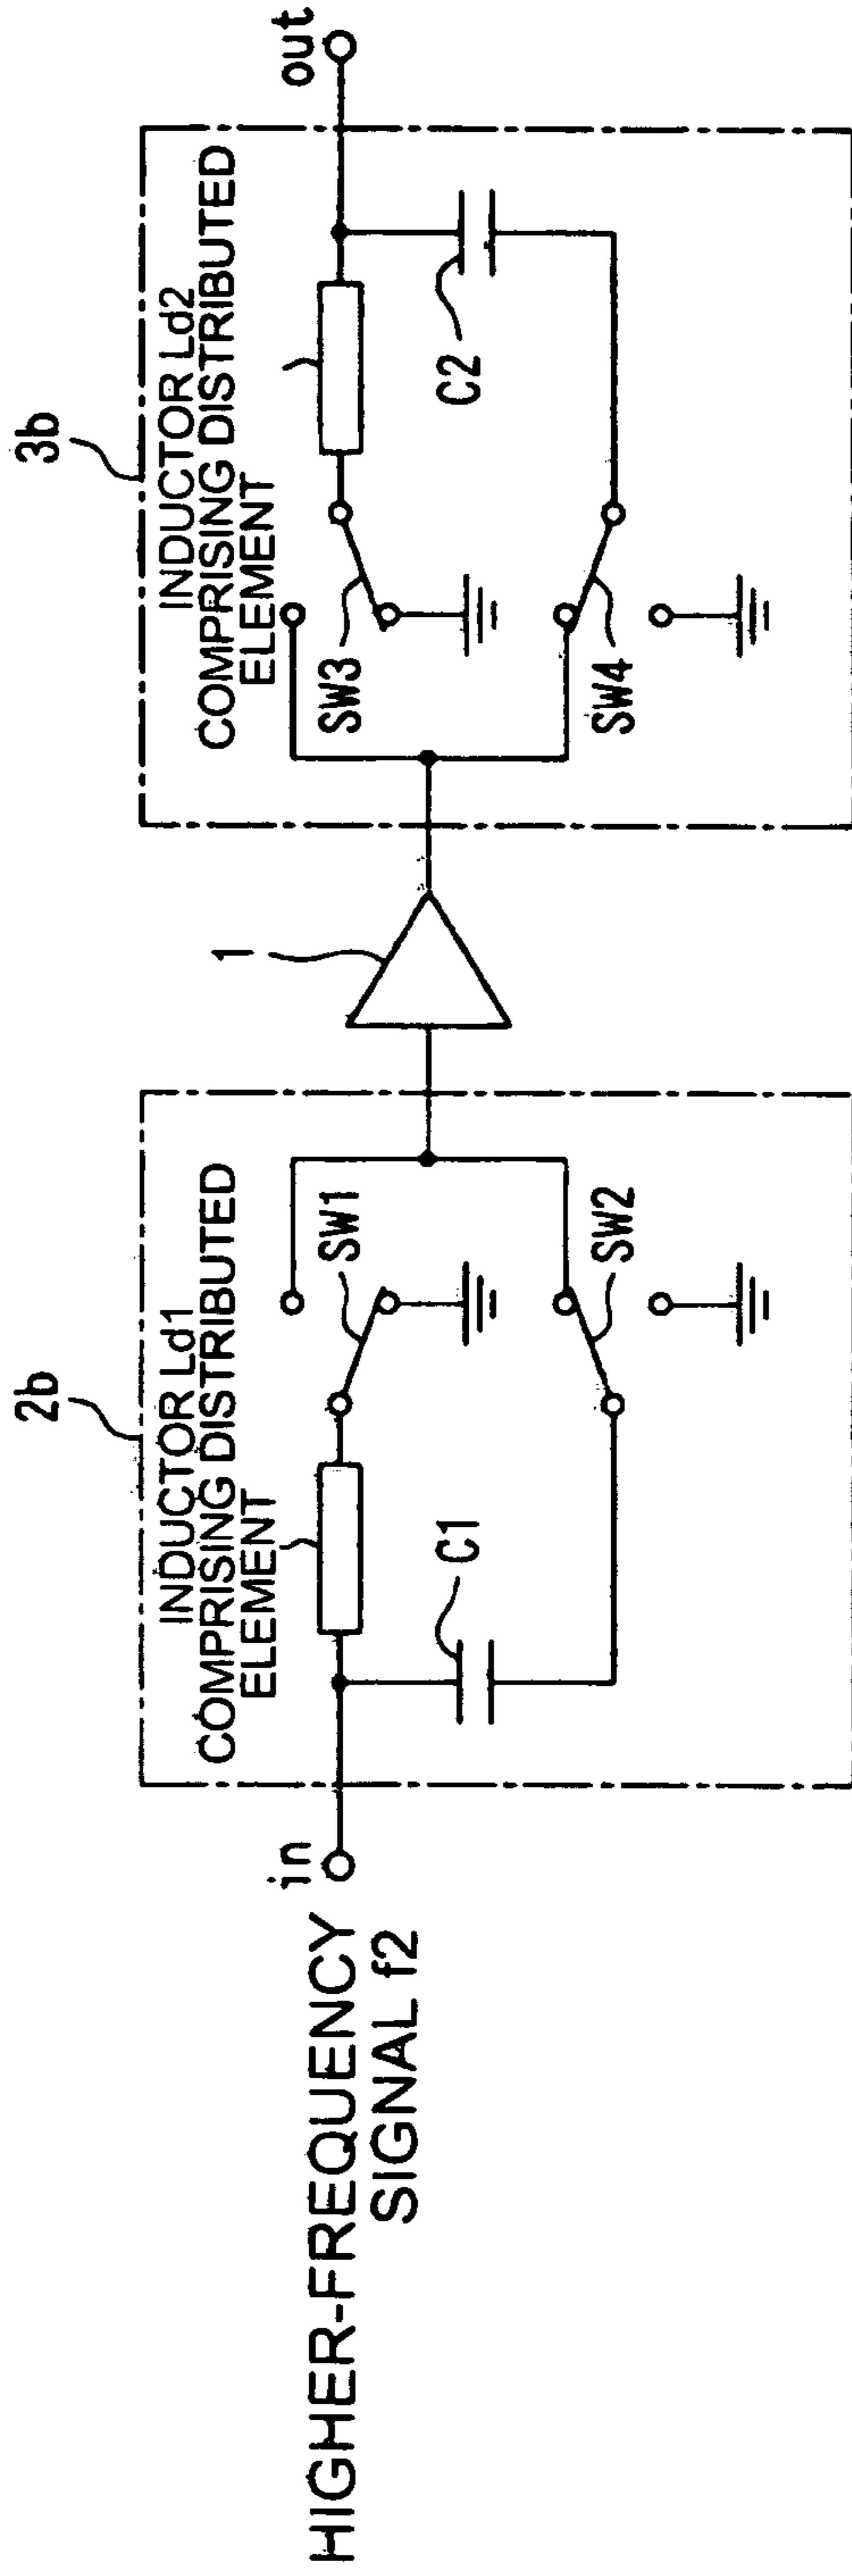 HIGHER-FREQUENCY
SIGNAL f2
in
2b
INDUCTOR Ld1
COMPRISING DISTRIBUTED
ELEMENT
C1
SW1
SW2
1
3b
INDUCTOR Ld2
COMPRISING DISTRIBUTED
ELEMENT
SW3
SW4
C2
out